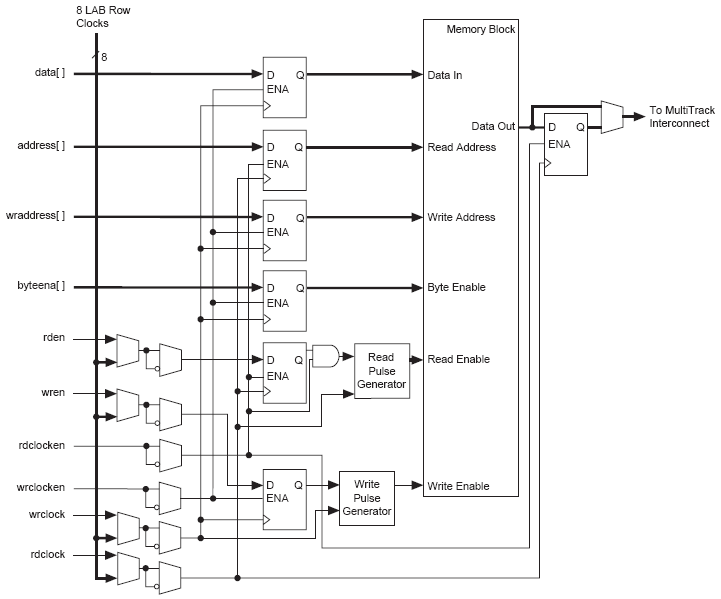 8 LAB Row
Clocks
8
Memory Block
data[ ]
D Q
ENA
Data In
To MultiTrack
Interconnect
Data Out
D Q
ENA
address[ ]
D Q
ENA
Read Address
wraddress[ ]
D Q
ENA
Write Address
byteena[ ]
D Q
ENA
Byte Enable
rden
D Q
ENA
Read
Pulse
Generator
Read Enable
wren
rdclocken
wrclocken
D Q
ENA
Write
Pulse
Generator
Write Enable
wrclock
rdclock